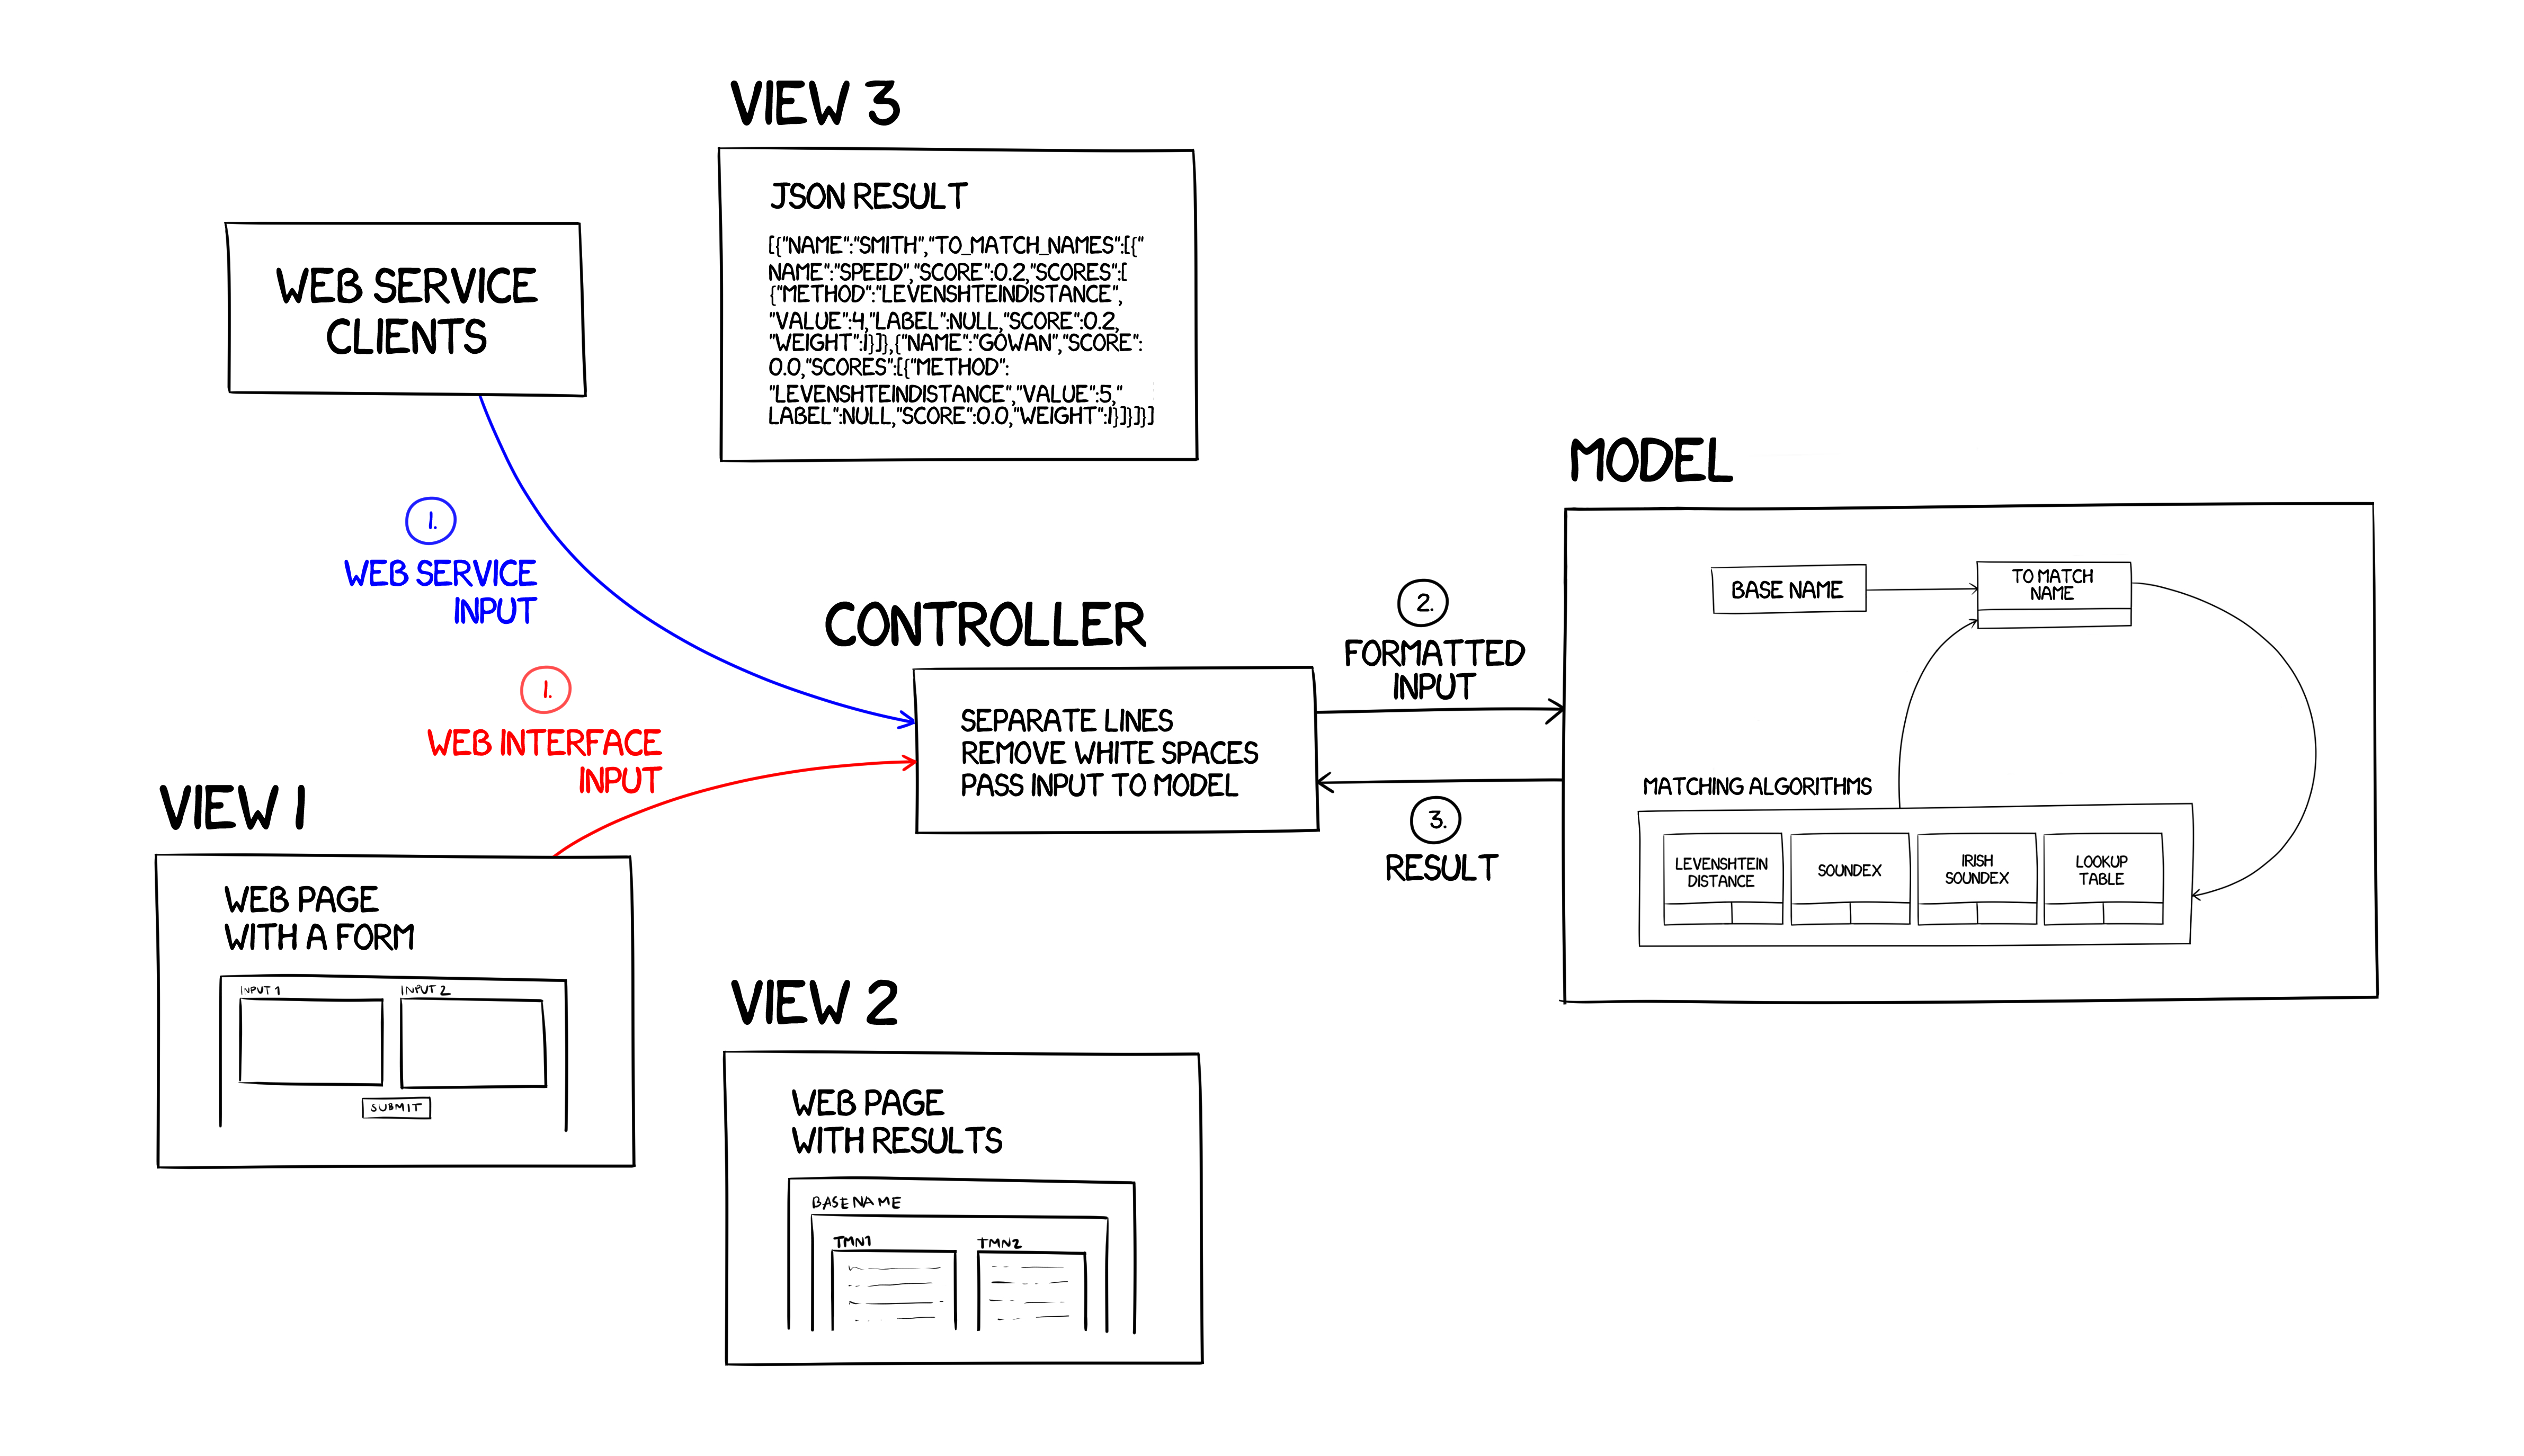 VIEW 3
JSON RESULT
[{"NAME":"SMITH","TO_MATCH_NAMES":[{"
NAME":"SPEED","SCORE":0.2,"SCORES":[
{"METHOD":"LEVENSHTEINDISTANCE",
"VALUE":4,"LABEL":NULL,"SCORE":0.2,
"WEIGHT":1}]},{"NAME":"GOWAN","SCORE":
0.0,"SCORES":[{"METHOD":
"LEVENSHTEINDISTANCE","VALUE":5,"
LABEL":NULL,"SCORE":0.0,"WEIGHT":1}]}]}]
WEB SERVICE
CLIENTS
1.
WEB SERVICE
INPUT
1.
WEB INTERFACE
INPUT
VIEW 1
WEB PAGE
WITH A FORM
INPUT 1
INPUT 2
SUBMIT
CONTROLLER
SEPARATE LINES
REMOVE WHITE SPACES
PASS INPUT TO MODEL
2.
FORMATTED
INPUT
3.
RESULT
VIEW 2
WEB PAGE
WITH RESULTS
BASE NAME
TMN1
TMN2
MODEL
BASE NAME
TO MATCH
NAME
MATCHING ALGORITHMS
LEVENSHTEIN
DISTANCE
SOUNDEX
IRISH
SOUNDEX
LOOKUP
TABLE